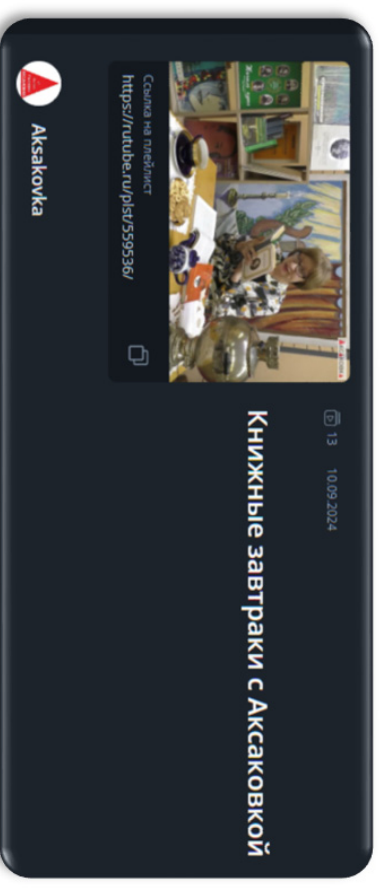 13 10.09.2024
Книжные завтраки с Аксаковкой
Ссылка на плейлист
https://rutube.ru/plst/559536/
Aksakovka